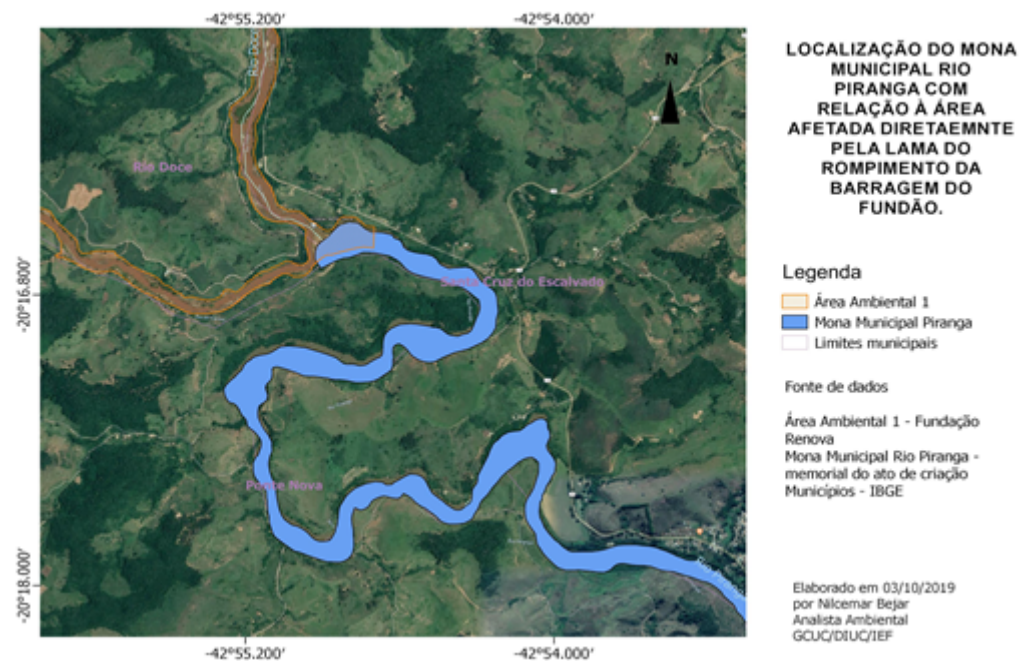 -42°55.200'
-42°54.000'
Rio Doce
N
Rio Doce
Santa Cruz do Escalvado
Ponte Nova
Rio Piranga
-20°16.800'
-20°18.000'
-42°55.200'
-42°54.000'
LOCALIZAÇÃO DO MONA
MUNICIPAL RIO
PIRANGA COM
RELAÇÃO À ÁREA
AFETADA DIRETAEMNTE
PELA LAMA DO
ROMPIMENTO DA
BARRAGEM DO
FUNDÃO.
Legenda
Área Ambiental 1
Mona Municipal Piranga
Limites municipais
Fonte de dados
Área Ambiental 1 - Fundação
Renova
Mona Municipal Rio Piranga -
memorial do ato de criação
Municípios - IBGE
Elaborado em 03/10/2019
por Nilcemar Bejar
Analista Ambiental
GCUC/DIUC/IEF